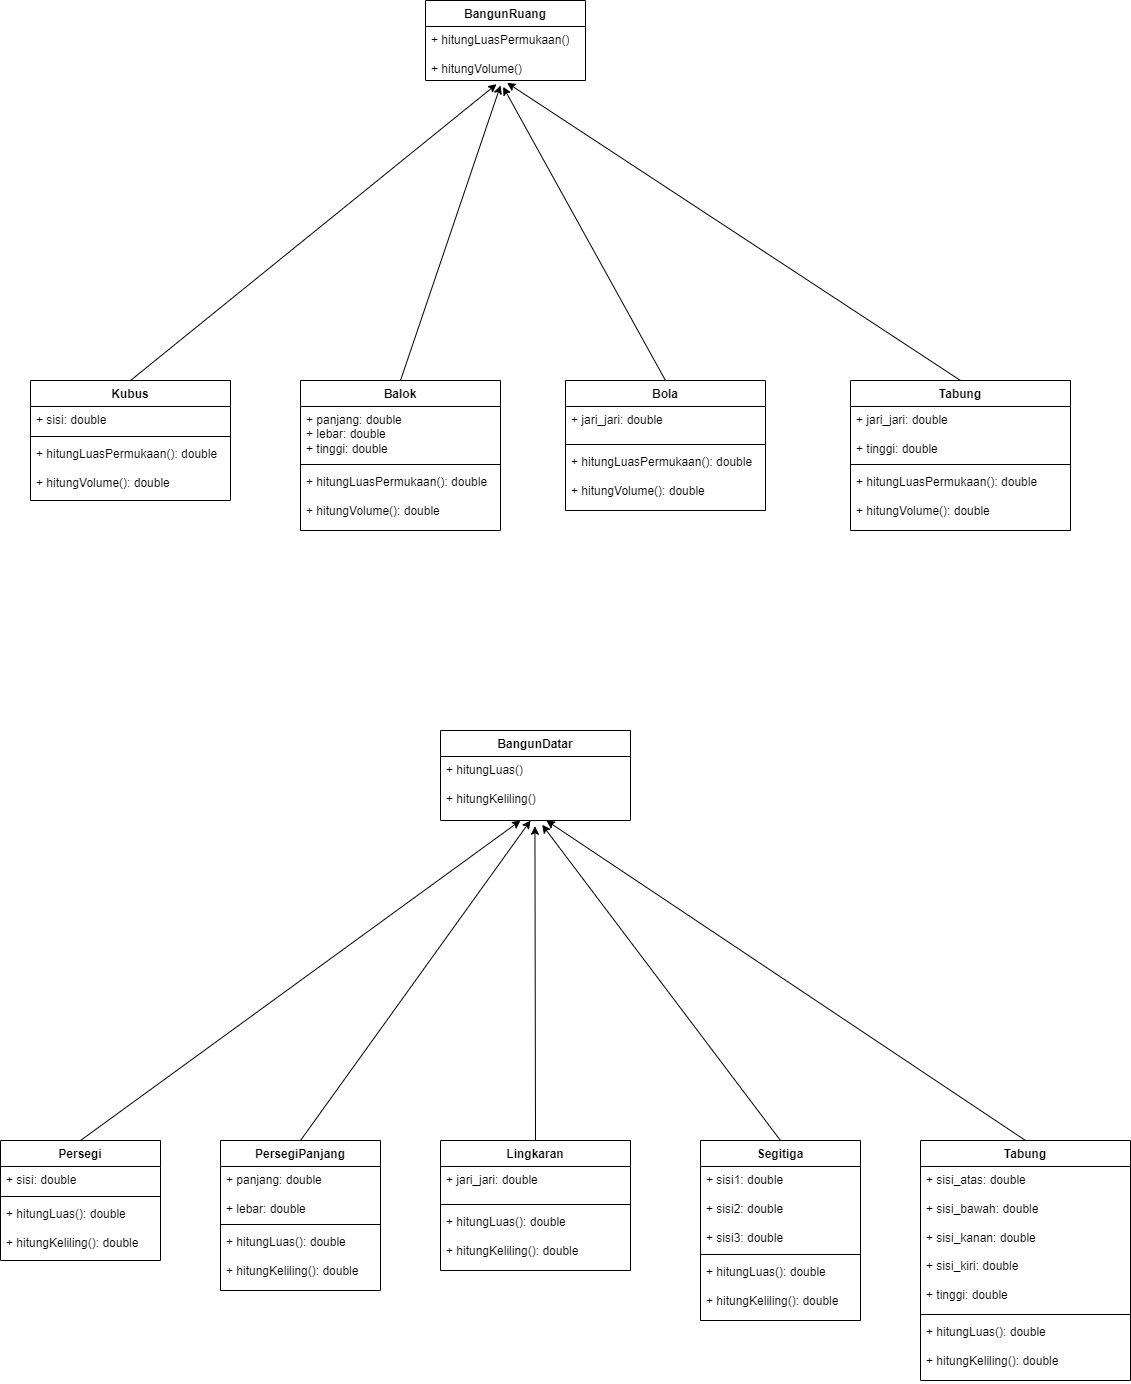 BangunRuang
+ hitungLuasPermukaan()
+ hitungVolume()
Kubus
+ sisi: double
+ hitungLuasPermukaan(): double
+ hitungVolume(): double
Balok
+ panjang: double
+ lebar: double
+ tinggi: double
+ hitungLuasPermukaan(): double
+ hitungVolume(): double
Bola
+ jari_jari: double
+ hitungLuasPermukaan(): double
+ hitungVolume(): double
Tabung
+ jari_jari: double
+ tinggi: double
+ hitungLuasPermukaan(): double
+ hitungVolume(): double
BangunDatar
+ hitungLuas()
+ hitungKeliling()
Persegi
+ sisi: double
+ hitungLuas(): double
+ hitungKeliling(): double
PersegiPanjang
+ panjang: double
+ lebar: double
+ hitungLuas(): double
+ hitungKeliling(): double
Lingkaran
+ jari_jari: double
+ hitungLuas(): double
+ hitungKeliling(): double
Segitiga
+ sisi1: double
+ sisi2: double
+ sisi3: double
+ hitungLuas(): double
+ hitungKeliling(): double
Tabung
+ sisi_atas: double
+ sisi_bawah: double
+ sisi_kanan: double
+ sisi_kiri: double
+ tinggi: double
+ hitungLuas(): double
+ hitungKeliling(): double